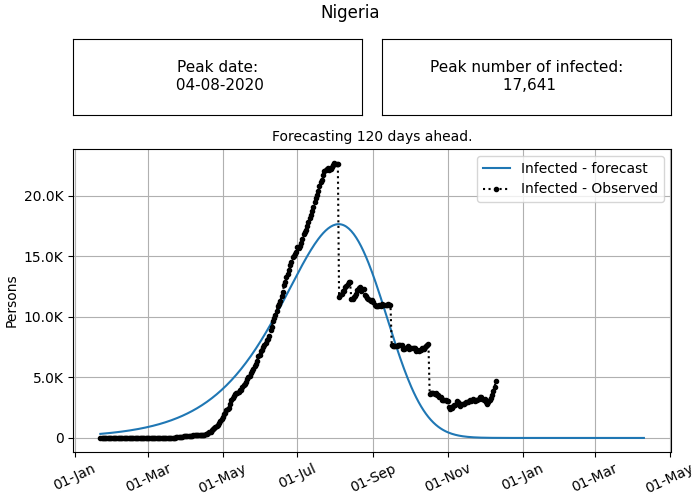 Nigeria
Peak date:
04-08-2020
Peak number of infected:
17,641
Forecasting 120 days ahead.
Infected - forecast
Infected - Observed
Persons
20.0K
15.0K
10.0K
5.0K
0
01-Jan
01-Mar
01-May
01-Jul
01-Sep
01-Nov
01-Jan
01-Mar
01-May